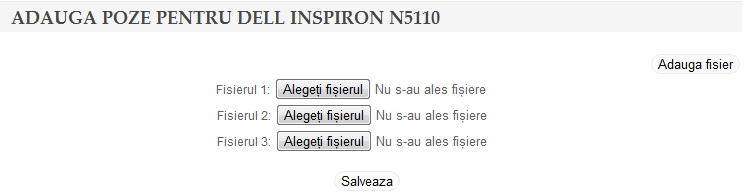 ADAUGA POZE PENTRU DELL INSPIRON N5110
Adauga fisier
Fisierul 1: Alegeți fișierul Nu s-au ales fișiere
Fisierul 2: Alegeți fișierul Nu s-au ales fișiere
Fisierul 3: Alegeți fișierul Nu s-au ales fișiere
Salveaza